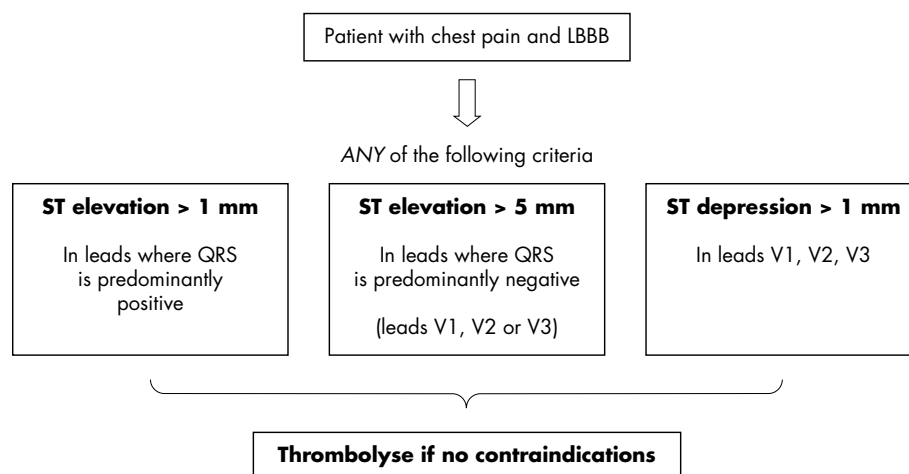 Patient with chest pain and LBBB
ANY of the following criteria
ST elevation > 1 mm
In leads where QRS
is predominantly
positive
ST elevation > 5 mm
In leads where QRS
is predominantly negative
(leads V1, V2 or V3)
ST depression > 1 mm
In leads V1, V2, V3
Thrombolyse if no contraindications